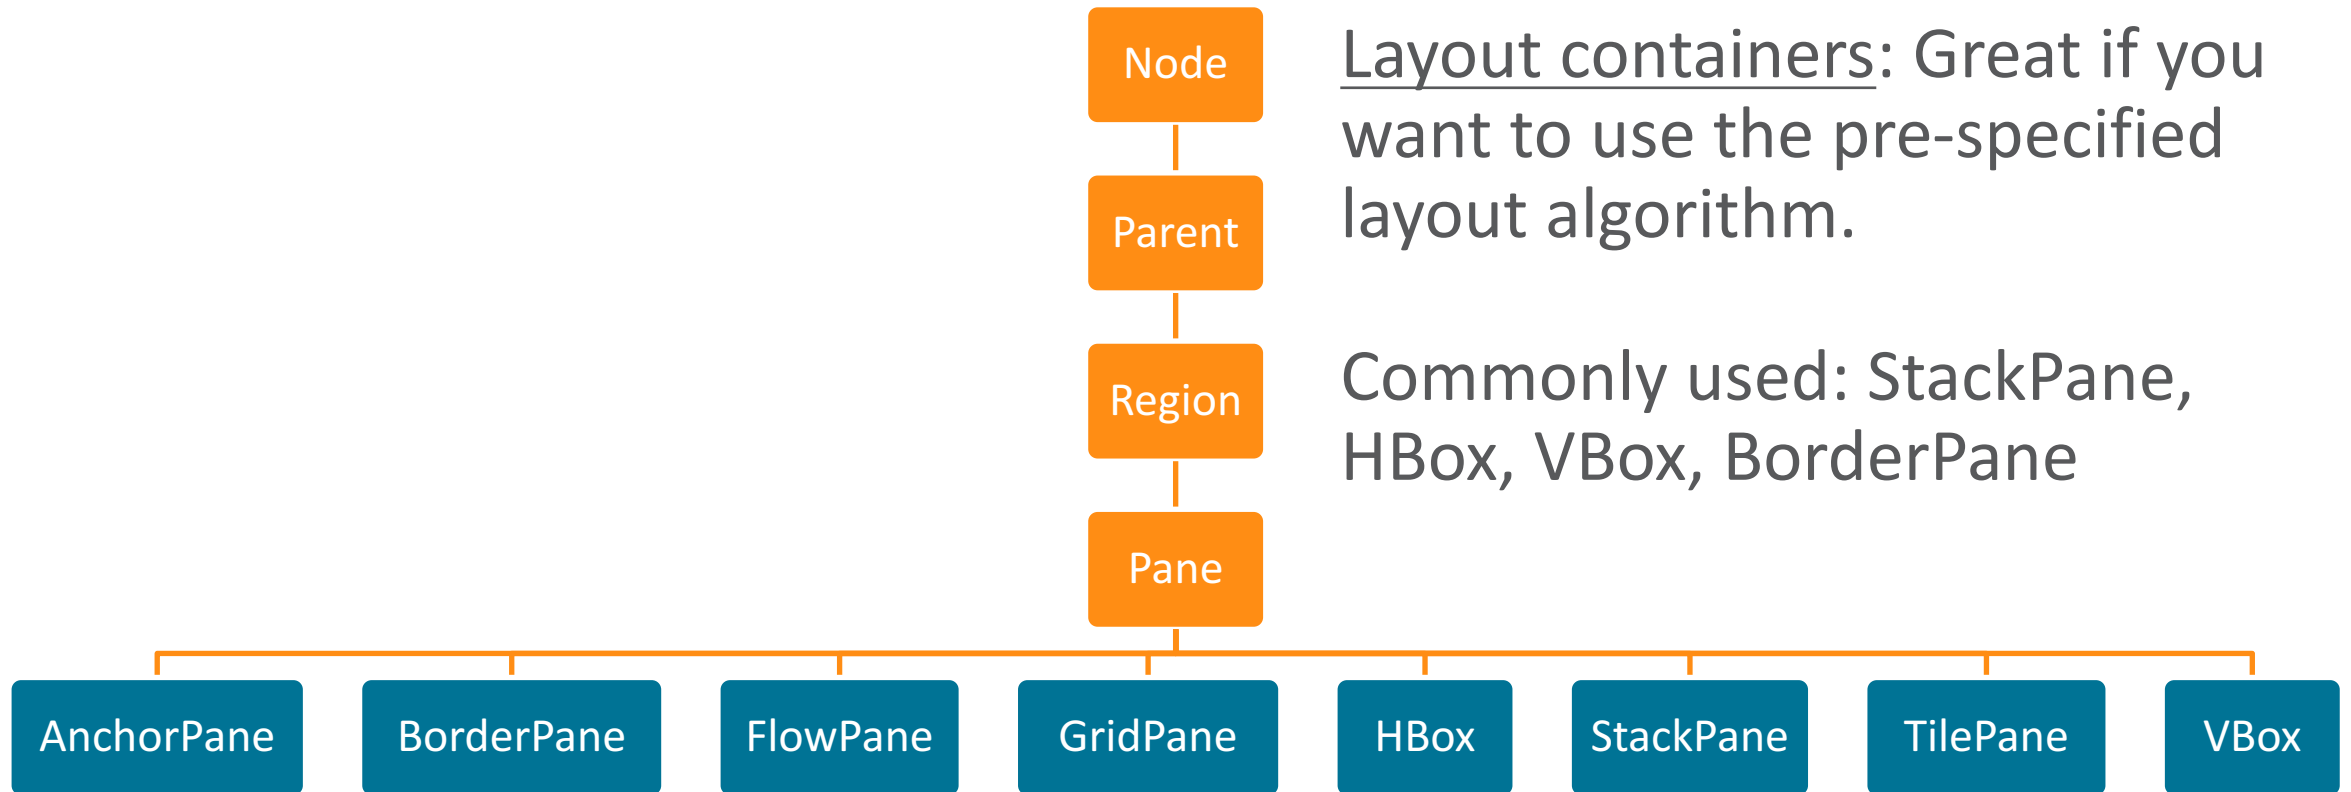 Node
Layout containers: Great if you
want to use the pre-specified
layout algorithm.
Parent
Region
Commonly used: StackPane,
HBox, VBox, BorderPane
Pane
AnchorPane
BorderPane
FlowPane
GridPane
HBox
StackPane
TilePane
VBox